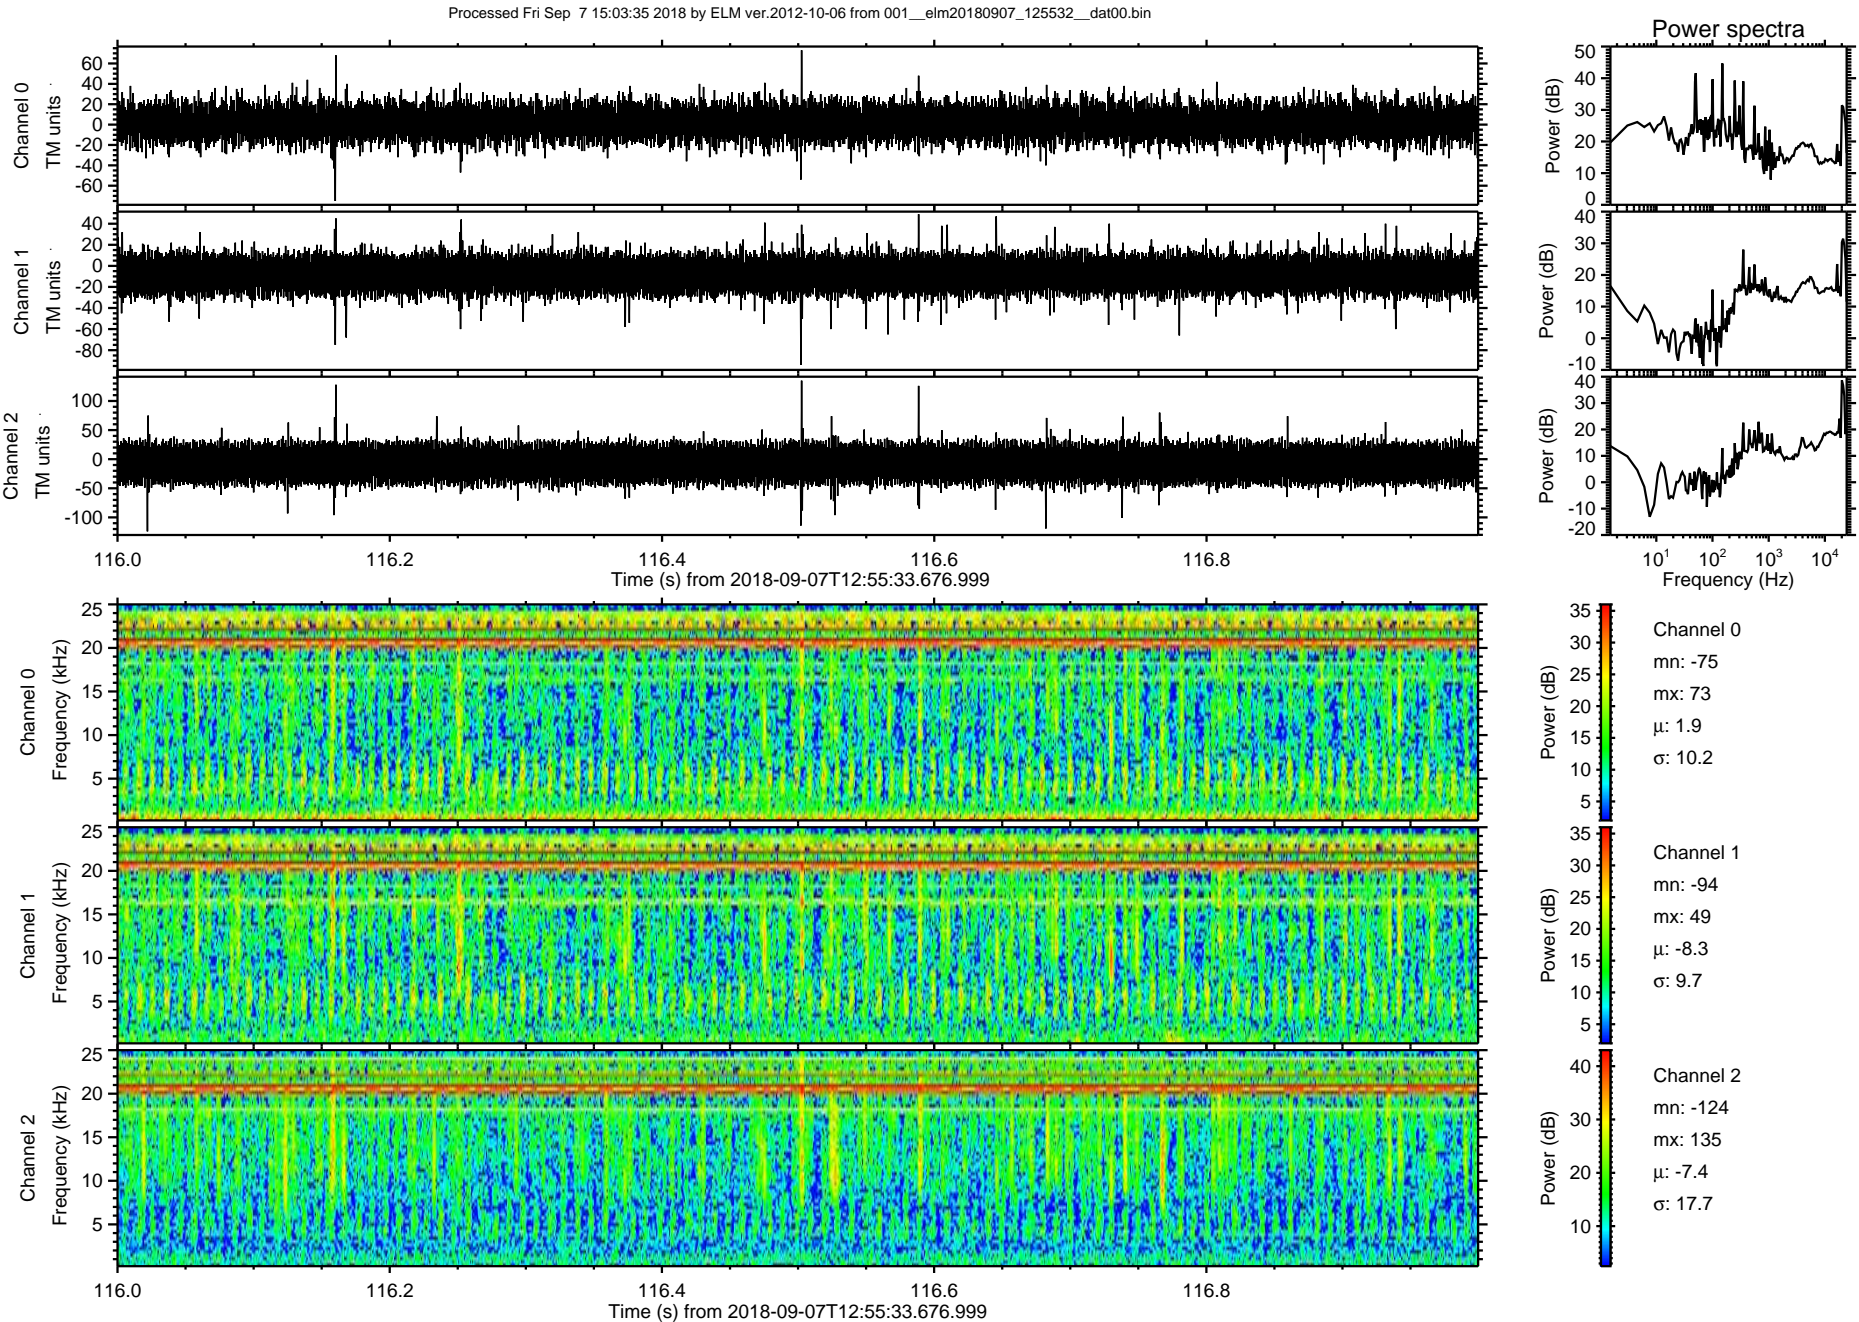 Processed Fri Sep  7 15:03:35 2018 by ELM ver.2012-10-06 from 001__elm20180907_125532__dat00.bin
Power spectra
Channel 0
TM units
60
40
20
0
-20
-40
-60
Power (dB)
50
40
30
20
10
0
Channel 1
TM units
40
20
0
-20
-40
-60
-80
Power (dB)
40
30
20
10
0
-10
Channel 2
TM units
100
50
0
-50
-100
Power (dB)
40
30
20
10
0
-10
-20
116.0 116.2 116.4 116.6 116.8
Time (s) from 2018-09-07T12:55:33.676.999
10¹ 10² 10³ 10⁴
Frequency (Hz)
Channel 0
Frequency (kHz)
25
20
15
10
5
Power (dB)
35
30
25
20
15
10
5
Channel 0
mn: -75
mx: 73
μ: 1.9
σ: 10.2
Channel 1
Frequency (kHz)
25
20
15
10
5
Power (dB)
35
30
25
20
15
10
5
Channel 1
mn: -94
mx: 49
μ: -8.3
σ: 9.7
Channel 2
Frequency (kHz)
25
20
15
10
5
Power (dB)
40
30
20
10
Channel 2
mn: -124
mx: 135
μ: -7.4
σ: 17.7
116.0 116.2 116.4 116.6 116.8
Time (s) from 2018-09-07T12:55:33.676.999